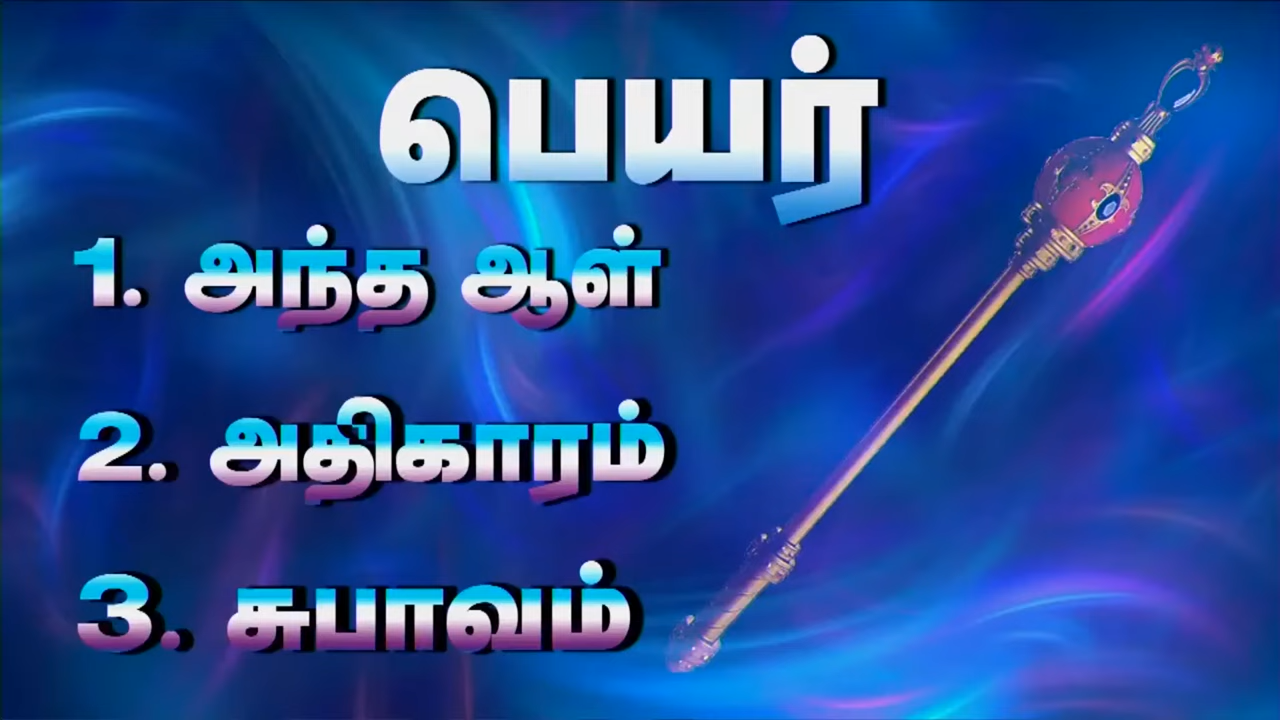 பெயர்
1. அந்த ஆள்
2. அதிகாரம்
3. சுபாவம்